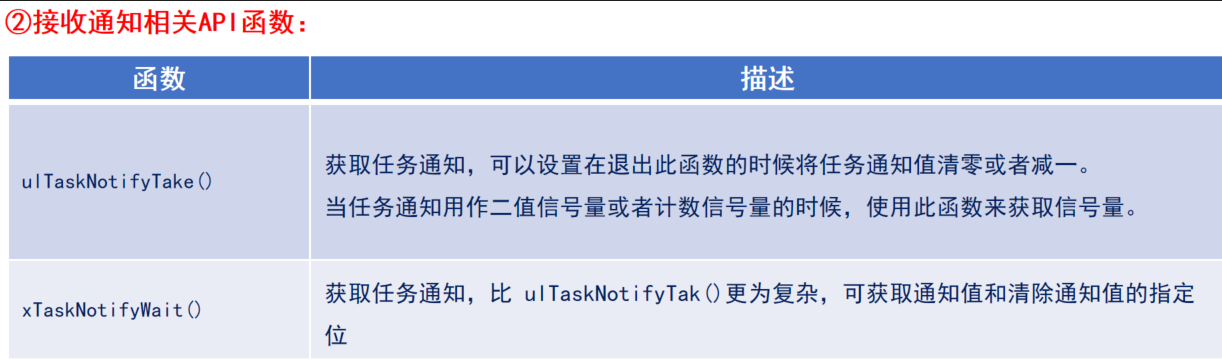 ②接收通知相关API函数：
函数
描述
ulTaskNotifyTake()
获取任务通知，可以设置在退出此函数的时候将任务通知值清零或者减一。
当任务通知用作二值信号量或者计数信号量的时候，使用此函数来获取信号量。
xTaskNotifyWait()
获取任务通知，比 ulTaskNotifyTak()更为复杂，可获取通知值和清除通知值的指定
位